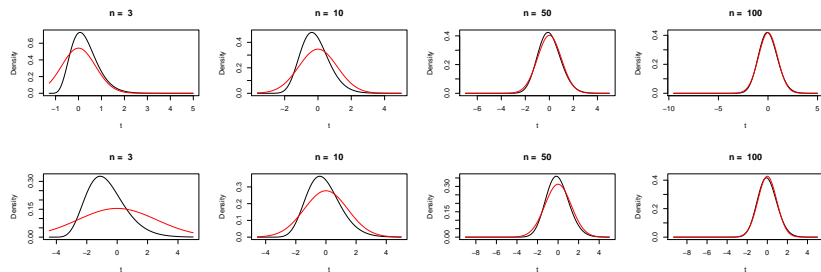 n = 3
Density
0.0 0.2 0.4 0.6
−1 0 1 2 3 4 5
t
n = 10
Density
0.0 0.2 0.4
−2 0 2 4
t
n = 50
Density
0.0 0.2 0.4
−6 −4 −2 0 2 4
t
n = 100
Density
0.0 0.2 0.4
−10 −5 0 5
t
n = 3
Density
0.00 0.15 0.30
−4 −2 0 2 4
t
n = 10
Density
0.0 0.1 0.2 0.3
−4 −2 0 2 4
t
n = 50
Density
0.00 0.15 0.30
−8 −6 −4 −2 0 2 4
t
n = 100
Density
0.0 0.2 0.4
−8 −6 −4 −2 0 2 4
t